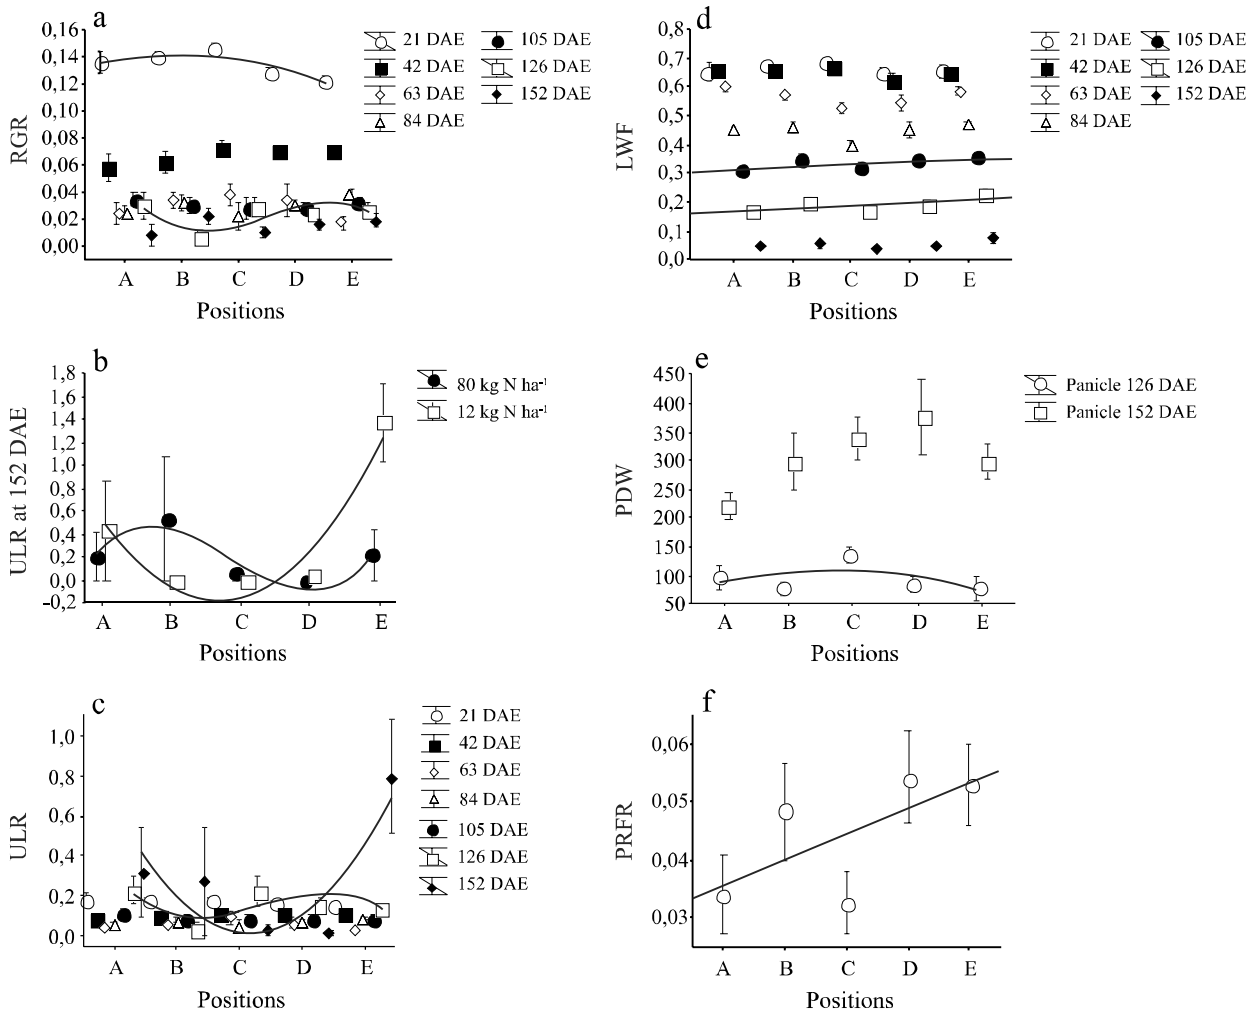 a
0,16
0,14
0,12
0,10
0,08
0,06
0,04
0,02
0,00
RGR
A B C D E
Positions
21 DAE 105 DAE
42 DAE 126 DAE
63 DAE 152 DAE
84 DAE
d
0,8
0,7
0,6
0,5
0,4
0,3
0,2
0,1
0,0
LWF
A B C D E
Positions
21 DAE 105 DAE
42 DAE 126 DAE
63 DAE 152 DAE
84 DAE
b
1,8
1,6
1,4
1,2
1,0
0,8
0,6
0,4
0,2
0,0
-0,2
ULR at 152 DAE
A B C D E
Positions
80 kg N ha⁻¹
12 kg N ha⁻¹
e
450
400
350
300
250
200
150
100
50
PDW
A B C D E
Positions
Panicle 126 DAE
Panicle 152 DAE
c
1,0
0,8
0,6
0,4
0,2
0,0
ULR
A B C D E
Positions
21 DAE
42 DAE
63 DAE
84 DAE
105 DAE
126 DAE
152 DAE
f
0,06
0,05
0,04
0,03
PRFR
A B C D E
Positions